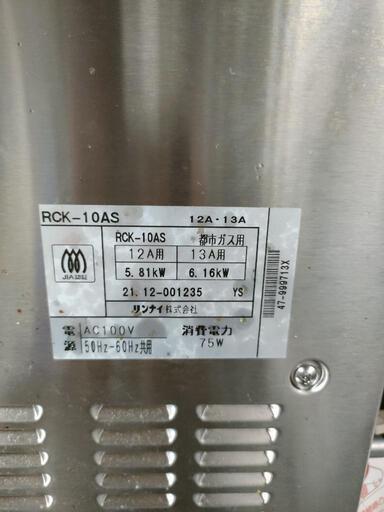 RCK-10AS 12A・13A
RCK-10AS 都市ガス用
12A用 13A用
5.81kW 6.16kW
21.12-001235 YS
リンナイ株式会社
電源 AC100V 消費電力
50Hz-60Hz共用 75W
47-999713X